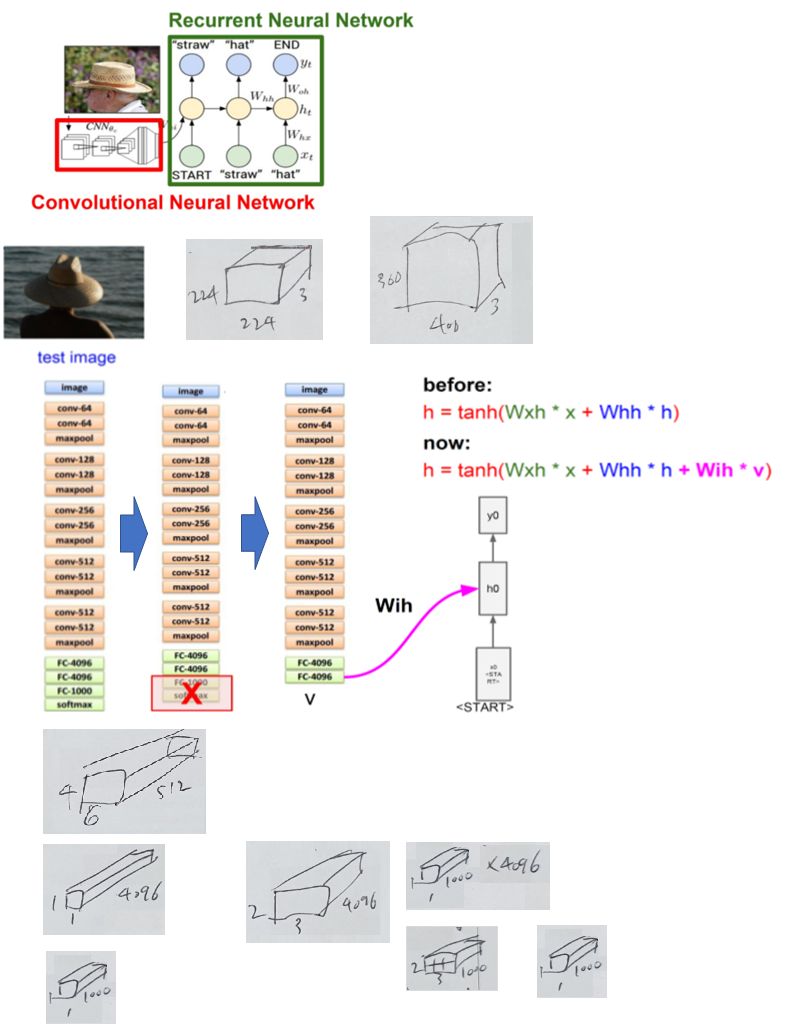 Recurrent Neural Network
"straw" "hat" END
y_t
W_oh
W_hh
h_t
CNN_θc
W_hx
x_t
START "straw" "hat"
Convolutional Neural Network
224
224
3
360
400
3
test image
image
conv-64
conv-64
maxpool
conv-128
conv-128
maxpool
conv-256
conv-256
maxpool
conv-512
conv-512
maxpool
conv-512
conv-512
maxpool
FC-4096
FC-4096
FC-1000
softmax
image
conv-64
conv-64
maxpool
conv-128
conv-128
maxpool
conv-256
conv-256
maxpool
conv-512
conv-512
maxpool
conv-512
conv-512
maxpool
FC-4096
FC-4096
FC-1000
softmax
X
image
conv-64
conv-64
maxpool
conv-128
conv-128
maxpool
conv-256
conv-256
maxpool
conv-512
conv-512
maxpool
conv-512
conv-512
maxpool
FC-4096
FC-4096
V
before:
h = tanh(Wxh * x + Whh * h)
now:
h = tanh(Wxh * x + Whh * h + Wih * v)
y0
h0
Wih
x0
<STA
RT>
<START>
4
6
512
1
1
4096
2
3
4096
1
1
1000
x4096
1
1
1000
2
3
1000
1
1
1000